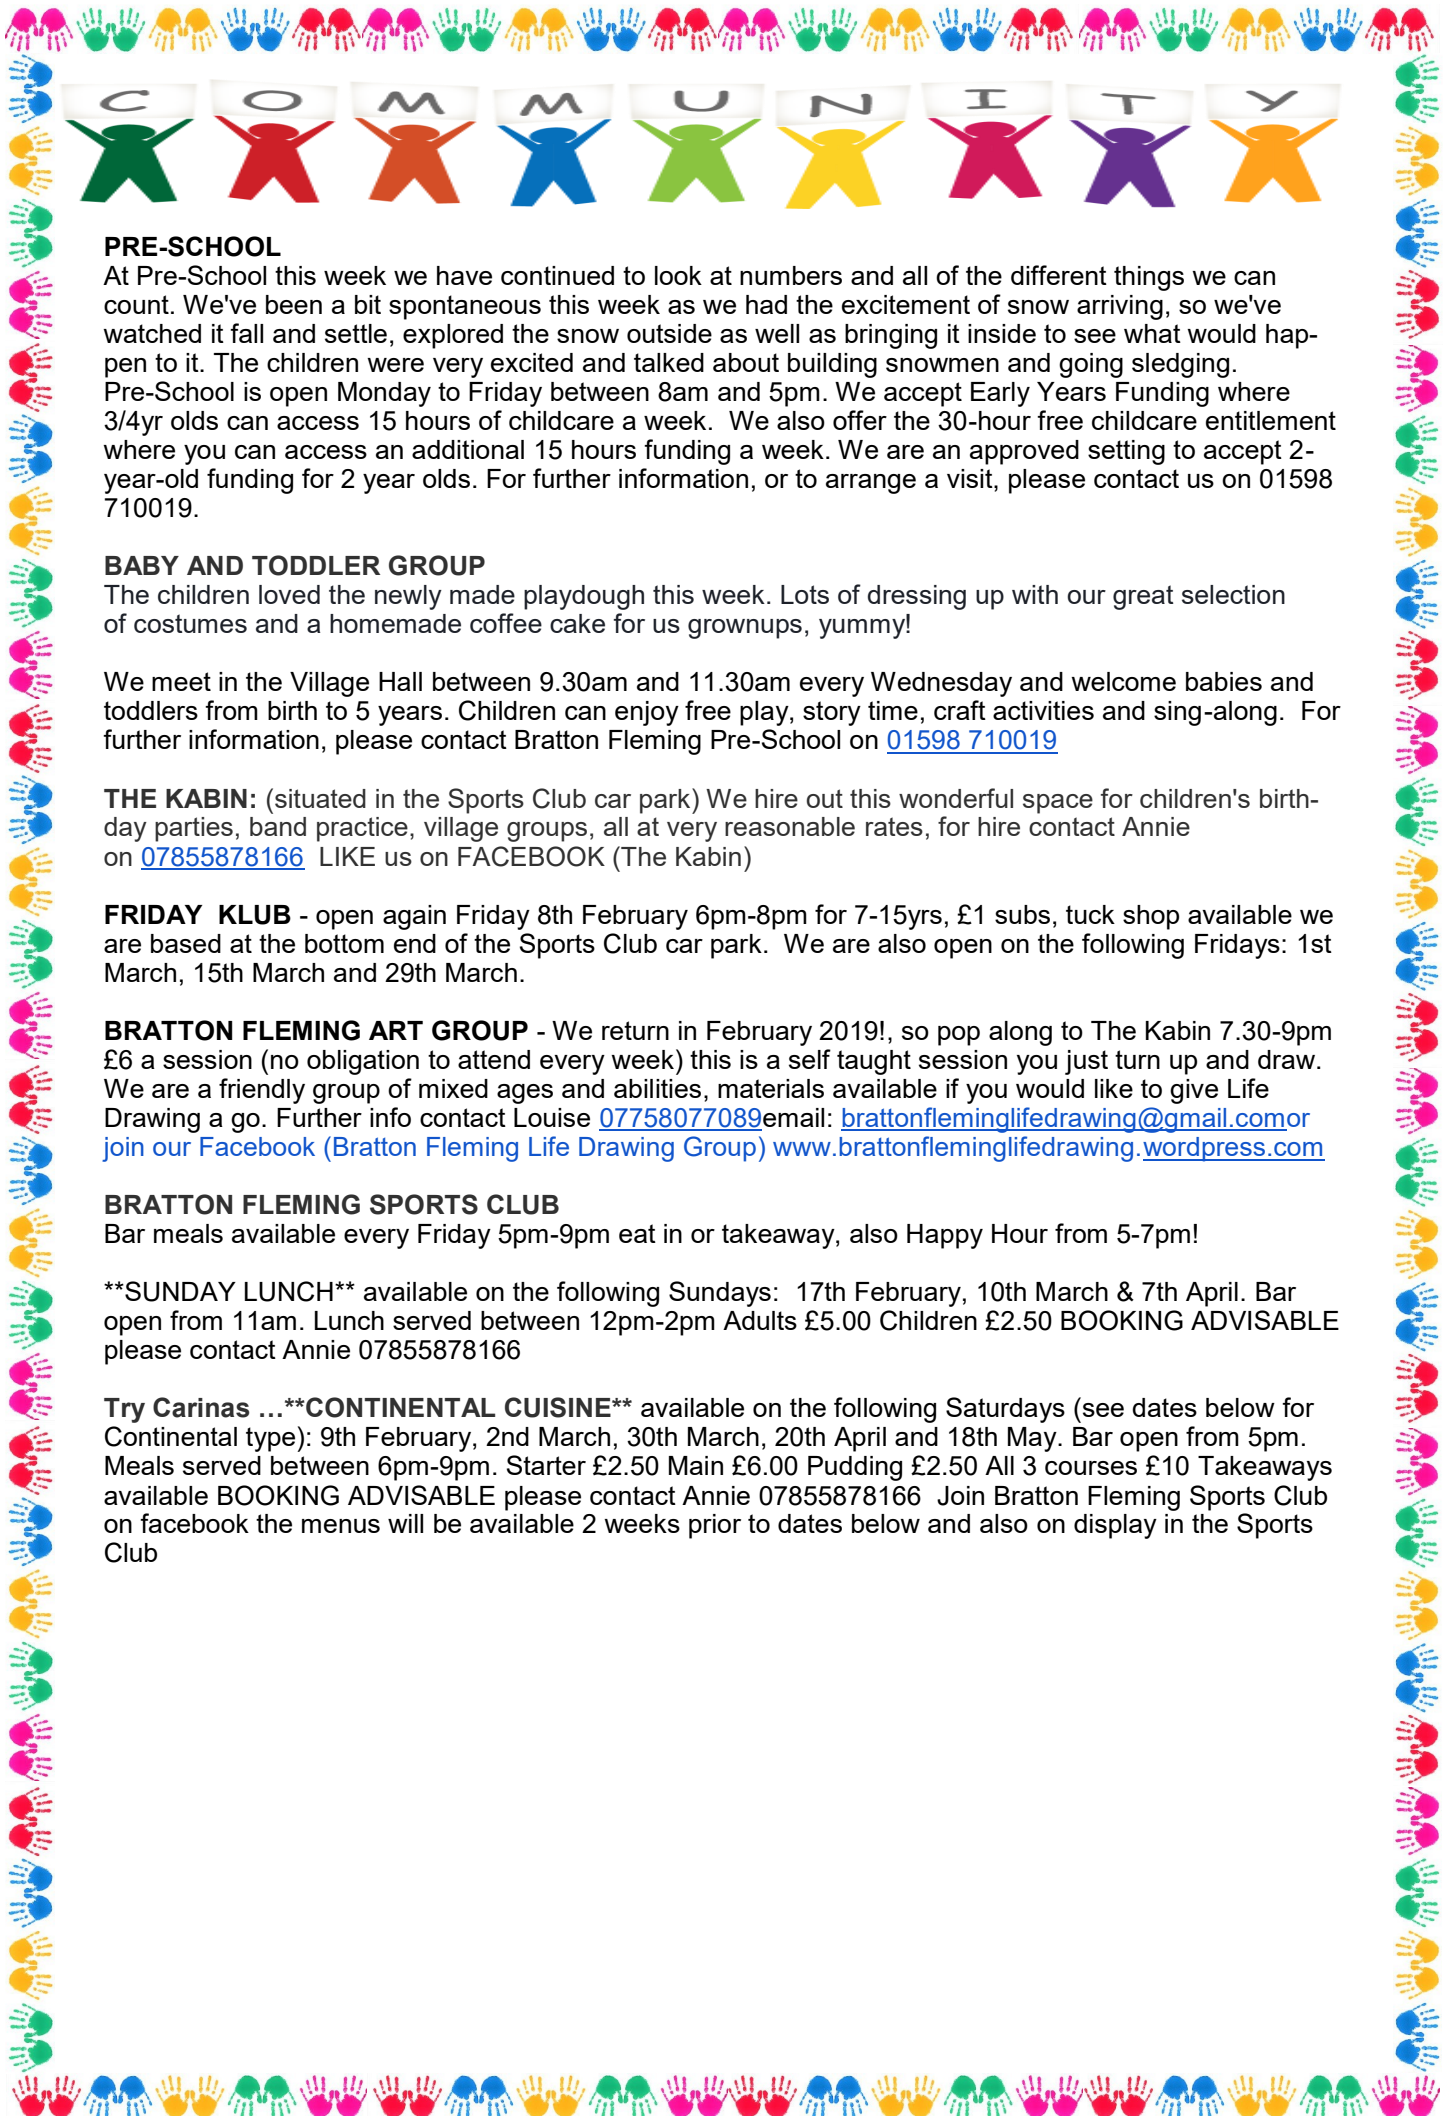 COMMUNITY
PRE-SCHOOL
At Pre-School this week we have continued to look at numbers and all of the different things we can
count. We've been a bit spontaneous this week as we had the excitement of snow arriving, so we've
watched it fall and settle, explored the snow outside as well as bringing it inside to see what would hap-
pen to it. The children were very excited and talked about building snowmen and going sledging.
Pre-School is open Monday to Friday between 8am and 5pm. We accept Early Years Funding where
3/4yr olds can access 15 hours of childcare a week.  We also offer the 30-hour free childcare entitlement
where you can access an additional 15 hours funding a week. We are an approved setting to accept 2-
year-old funding for 2 year olds. For further information, or to arrange a visit, please contact us on 01598
710019.
BABY AND TODDLER GROUP
The children loved the newly made playdough this week. Lots of dressing up with our great selection
of costumes and a homemade coffee cake for us grownups, yummy!
We meet in the Village Hall between 9.30am and 11.30am every Wednesday and welcome babies and
toddlers from birth to 5 years. Children can enjoy free play, story time, craft activities and sing-along.  For
further information, please contact Bratton Fleming Pre-School on 01598 710019
THE KABIN: (situated in the Sports Club car park) We hire out this wonderful space for children's birth-
day parties, band practice, village groups, all at very reasonable rates, for hire contact Annie
on 07855878166  LIKE us on FACEBOOK (The Kabin)
FRIDAY  KLUB - open again Friday 8th February 6pm-8pm for 7-15yrs, £1 subs, tuck shop available we
are based at the bottom end of the Sports Club car park.  We are also open on the following Fridays: 1st
March, 15th March and 29th March.
BRATTON FLEMING ART GROUP - We return in February 2019!, so pop along to The Kabin 7.30-9pm
£6 a session (no obligation to attend every week) this is a self taught session you just turn up and draw.
We are a friendly group of mixed ages and abilities, materials available if you would like to give Life
Drawing a go. Further info contact Louise 07758077089email: brattonfleminglifedrawing@gmail.comor
join our Facebook (Bratton Fleming Life Drawing Group) www.brattonfleminglifedrawing.wordpress.com
BRATTON FLEMING SPORTS CLUB
Bar meals available every Friday 5pm-9pm eat in or takeaway, also Happy Hour from 5-7pm!
**SUNDAY LUNCH** available on the following Sundays:  17th February, 10th March & 7th April. Bar
open from 11am. Lunch served between 12pm-2pm Adults £5.00 Children £2.50 BOOKING ADVISABLE
please contact Annie 07855878166
Try Carinas …**CONTINENTAL CUISINE** available on the following Saturdays (see dates below for
Continental type): 9th February, 2nd March, 30th March, 20th April and 18th May. Bar open from 5pm.
Meals served between 6pm-9pm. Starter £2.50 Main £6.00 Pudding £2.50 All 3 courses £10 Takeaways
available BOOKING ADVISABLE please contact Annie 07855878166  Join Bratton Fleming Sports Club
on facebook the menus will be available 2 weeks prior to dates below and also on display in the Sports
Club